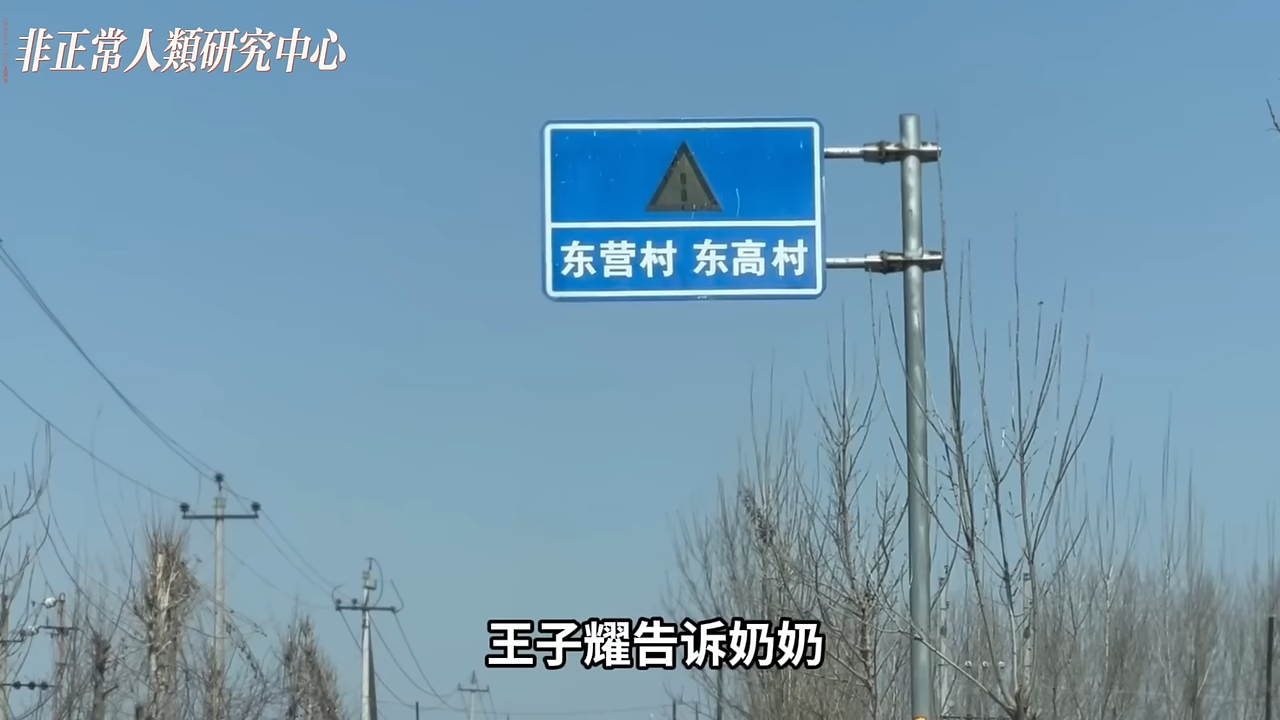 非正常人類研究中心
东营村 东高村
王子耀告诉奶奶